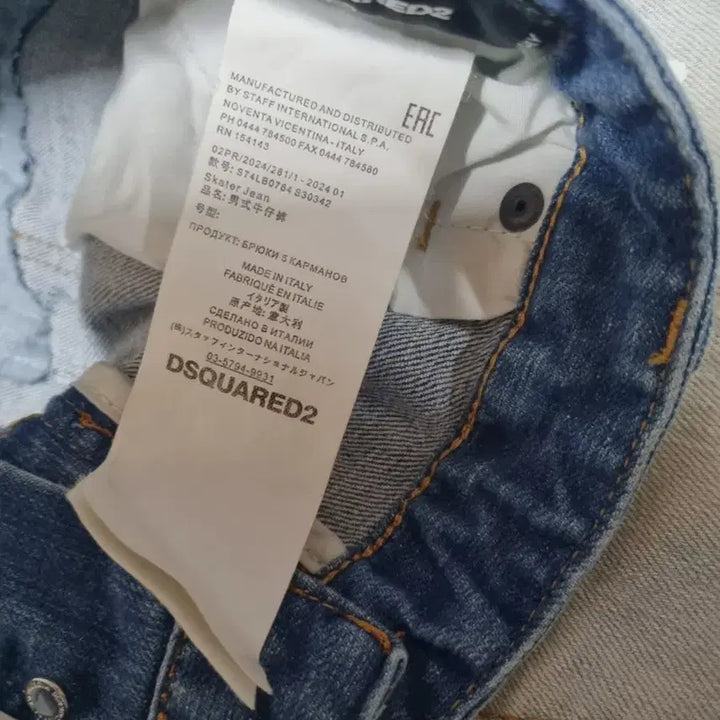 SQUARED2
MANUFACTURED AND DISTRIBUTED
BY STAFF INTERNATIONAL S.P.A.
NOVENTA VICENTINA - ITALY
PH 0444 784500 FAX 0444 784580
RN 154143
EAC
02PR/2024/281/1 - 2024 01
款号: S74LB0764 S30342
Skater Jean
品名: 男式牛仔裤
号型:
ПРОДУКТ: БРЮКИ 5 КАРМАНОВ
MADE IN ITALY
FABRIQUÉ EN ITALIE
イタリア製
原产地: 意大利
СДЕЛАНО В ИТАЛИИ
PRODUZIDO NA ITALIA
(株)スタッフインターナショナルジャパン
03-5794-9931
DSQUARED2